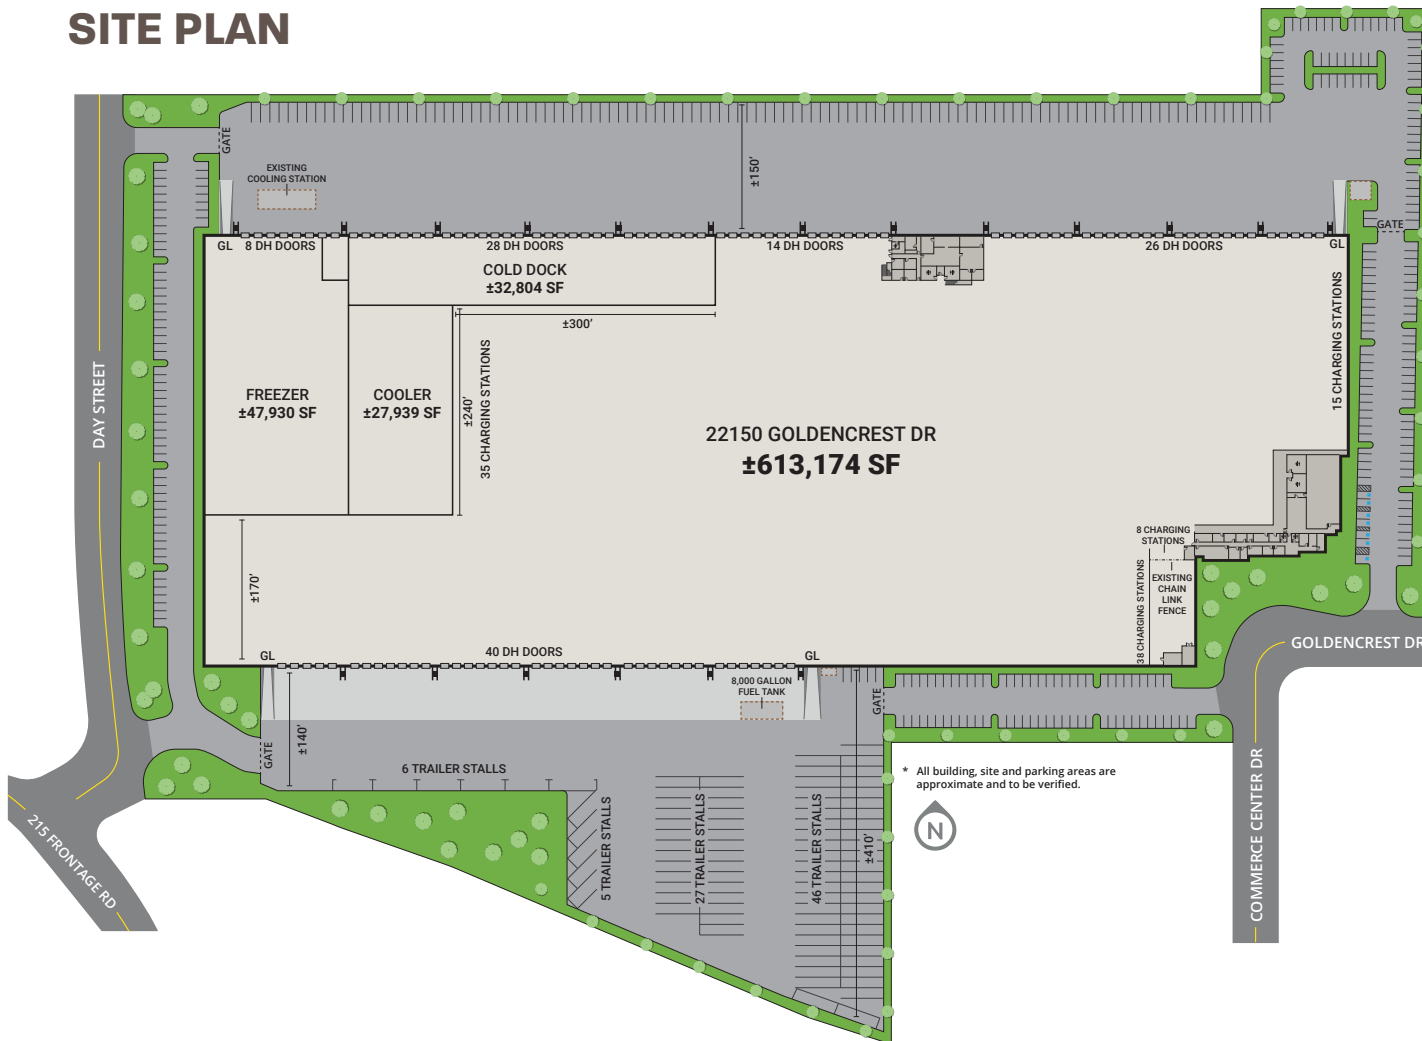 SITE PLAN
GATE
EXISTING
COOLING STATION
±150'
GATE
GL
8 DH DOORS
28 DH DOORS
14 DH DOORS
26 DH DOORS
GL
COLD DOCK
±32,804 SF
±300'
15 CHARGING STATIONS
DAY STREET
FREEZER
±47,930 SF
COOLER
±27,939 SF
±240'
35 CHARGING STATIONS
22150 GOLDENCREST DR
±613,174 SF
8 CHARGING
STATIONS
38 CHARGING STATIONS
EXISTING
CHAIN
LINK
FENCE
±170'
GL
40 DH DOORS
GL
GOLDENCREST DR
8,000 GALLON
FUEL TANK
GATE
GATE
±140'
6 TRAILER STALLS
5 TRAILER STALLS
27 TRAILER STALLS
46 TRAILER STALLS
±410'
* All building, site and parking areas are
approximate and to be verified.
N
215 FRONTAGE RD
COMMERCE CENTER DR